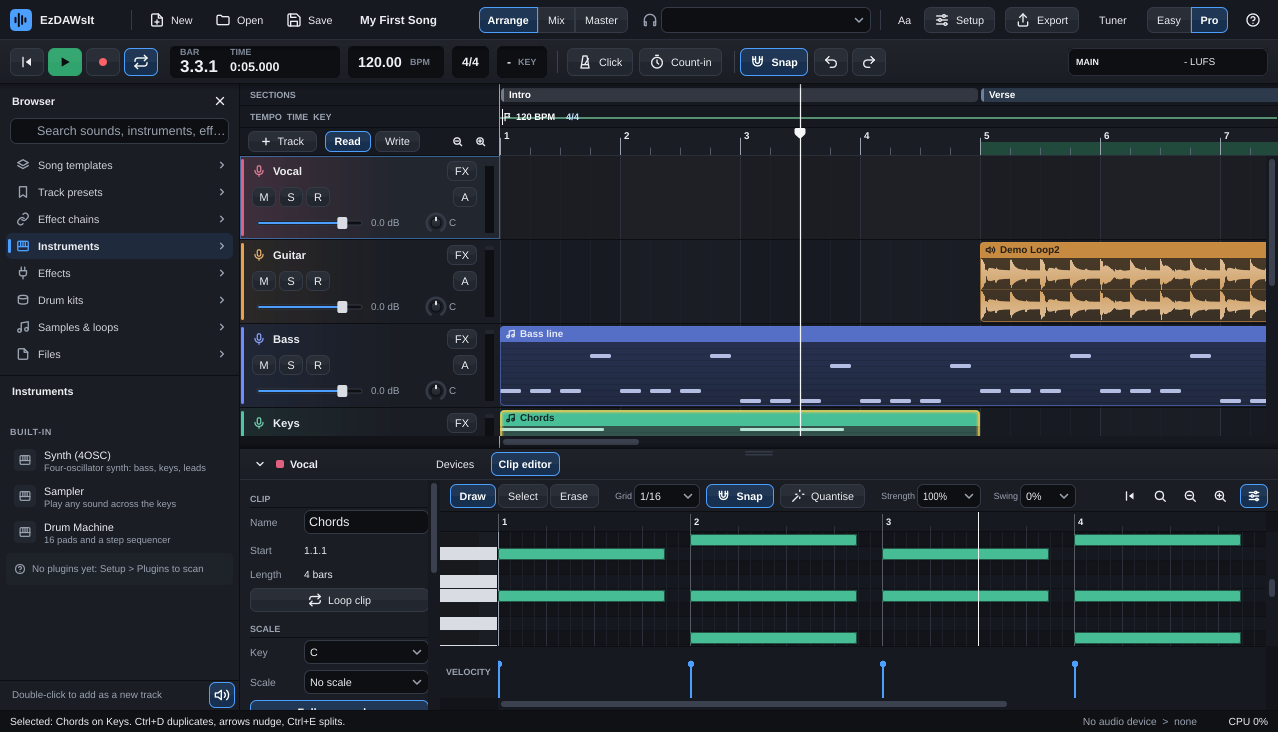 EzDAWsIt
New
Open
Save
My First Song
Arrange
Mix
Master
Aa
Setup
Export
Tuner
Easy
Pro
BAR
TIME
3.3.1
0:05.000
120.00 BPM
4/4
- KEY
Click
Count-in
Snap
MAIN
- LUFS
Browser
Search sounds, instruments, eff…
Song templates
Track presets
Effect chains
Instruments
Effects
Drum kits
Samples & loops
Files
Instruments
BUILT-IN
Synth (4OSC)
Four-oscillator synth: bass, keys, leads
Sampler
Play any sound across the keys
Drum Machine
16 pads and a step sequencer
No plugins yet: Setup > Plugins to scan
Double-click to add as a new track
SECTIONS
Intro
Verse
TEMPO TIME KEY
120 BPM 4/4
Track
Read
Write
1 2 3 4 5 6 7
Vocal
FX
M S R A
0.0 dB C
Guitar
FX
M S R A
0.0 dB C
Demo Loop2
Bass
FX
M S R A
0.0 dB C
Bass line
Keys
FX
Chords
Vocal
Devices
Clip editor
CLIP
Name Chords
Start 1.1.1
Length 4 bars
Loop clip
SCALE
Key C
Scale No scale
Draw
Select
Erase
Grid 1/16
Snap
Quantise
Strength 100%
Swing 0%
1 2 3 4
VELOCITY
Selected: Chords on Keys. Ctrl+D duplicates, arrows nudge, Ctrl+E splits.
No audio device > none
CPU 0%